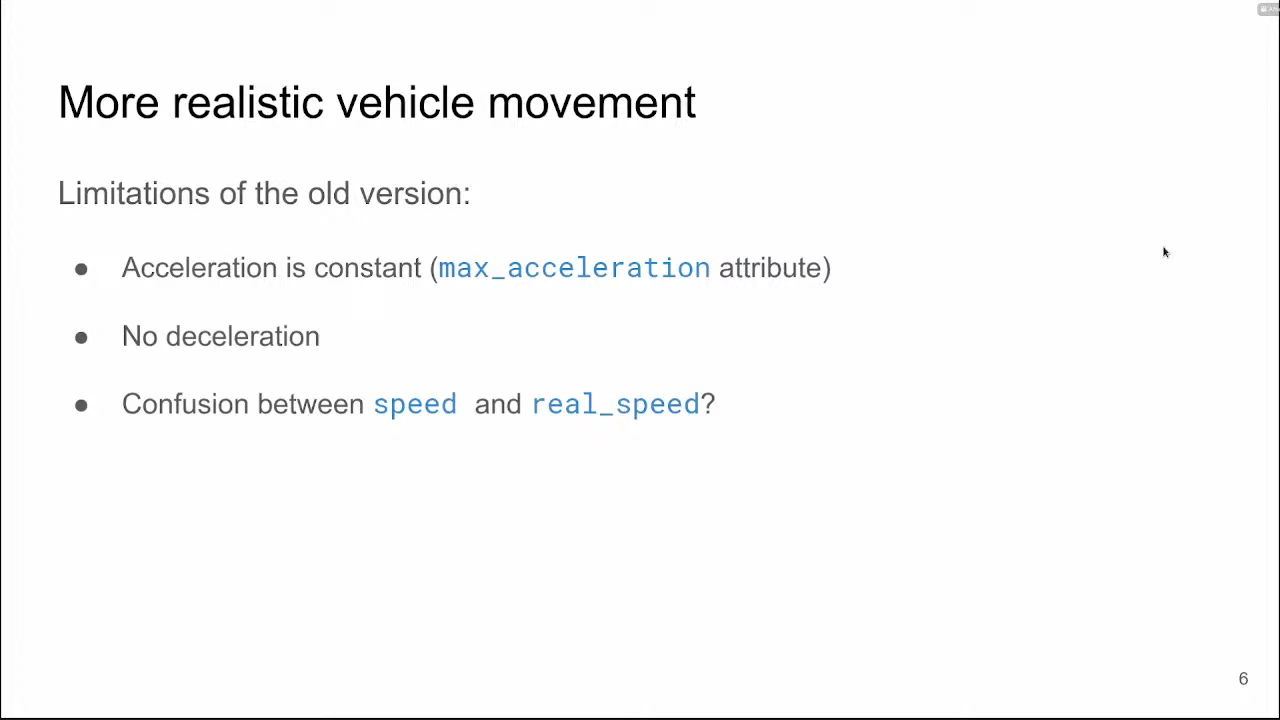 More realistic vehicle movement
Limitations of the old version:
● Acceleration is constant (max_acceleration attribute)
● No deceleration
● Confusion between speed and real_speed?
6